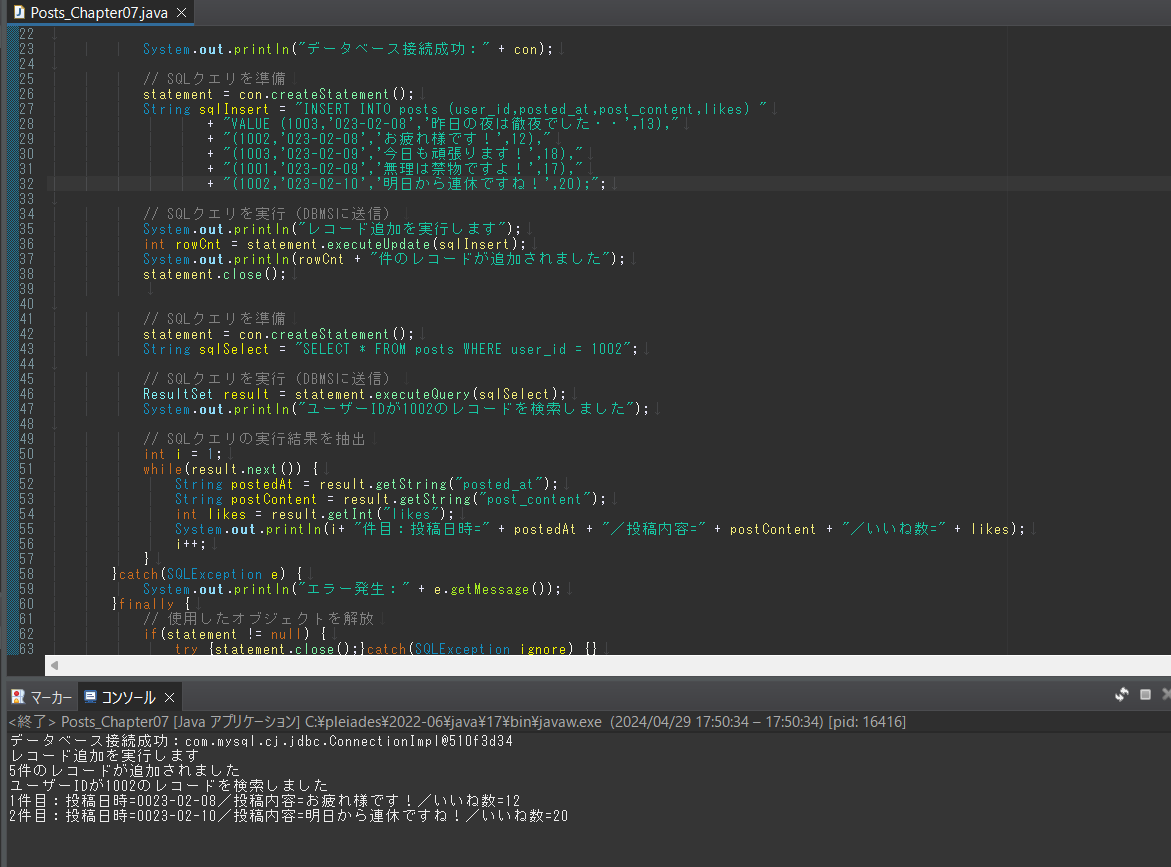 Posts_Chapter07.java
22
23 System.out.println("データベース接続成功：" + con);
24
25 // SQLクエリを準備
26 statement = con.createStatement();
27 String sqlInsert = "INSERT INTO posts (user_id,posted_at,post_content,likes) "
28 + "VALUE (1003,'023-02-08','昨日の夜は徹夜でした・・',13),"
29 + "(1002,'023-02-08','お疲れ様です！',12),"
30 + "(1003,'023-02-09','今日も頑張ります！',18),"
31 + "(1001,'023-02-09','無理は禁物ですよ！',17),"
32 + "(1002,'023-02-10','明日から連休ですね！',20);";
33
34 // SQLクエリを実行（DBMSに送信）
35 System.out.println("レコード追加を実行します");
36 int rowCnt = statement.executeUpdate(sqlInsert);
37 System.out.println(rowCnt + "件のレコードが追加されました");
38 statement.close();
39
40
41 // SQLクエリを準備
42 statement = con.createStatement();
43 String sqlSelect = "SELECT * FROM posts WHERE user_id = 1002";
44
45 // SQLクエリを実行（DBMSに送信）
46 ResultSet result = statement.executeQuery(sqlSelect);
47 System.out.println("ユーザーIDが1002のレコードを検索しました");
48
49 // SQLクエリの実行結果を抽出
50 int i = 1;
51 while(result.next()) {
52 String postedAt = result.getString("posted_at");
53 String postContent = result.getString("post_content");
54 int likes = result.getInt("likes");
55 System.out.println(i+ "件目：投稿日時=" + postedAt + "／投稿内容=" + postContent + "／いいね数=" + likes);
56 i++;
57 }
58 }catch(SQLException e) {
59 System.out.println("エラー発生：" + e.getMessage());
60 }finally {
61 // 使用したオブジェクトを解放
62 if(statement != null) {
63 try {statement.close();}catch(SQLException ignore) {}
マーカー コンソール
<終了> Posts_Chapter07 [Java アプリケーション] C:¥pleiades¥2022-06¥java¥17¥bin¥javaw.exe (2024/04/29 17:50:34 – 17:50:34) [pid: 16416]
データベース接続成功：com.mysql.cj.jdbc.ConnectionImpl@510f3d34
レコード追加を実行します
5件のレコードが追加されました
ユーザーIDが1002のレコードを検索しました
1件目：投稿日時=0023-02-08／投稿内容=お疲れ様です！／いいね数=12
2件目：投稿日時=0023-02-10／投稿内容=明日から連休ですね！／いいね数=20